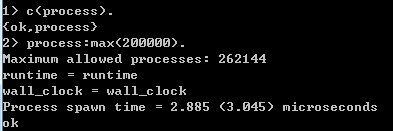 1> c(process).
{ok,process}
2> process:max(200000).
Maximum allowed processes: 262144
runtime = runtime
wall_clock = wall_clock
Process spawn time = 2.885 (3.045) microseconds
ok